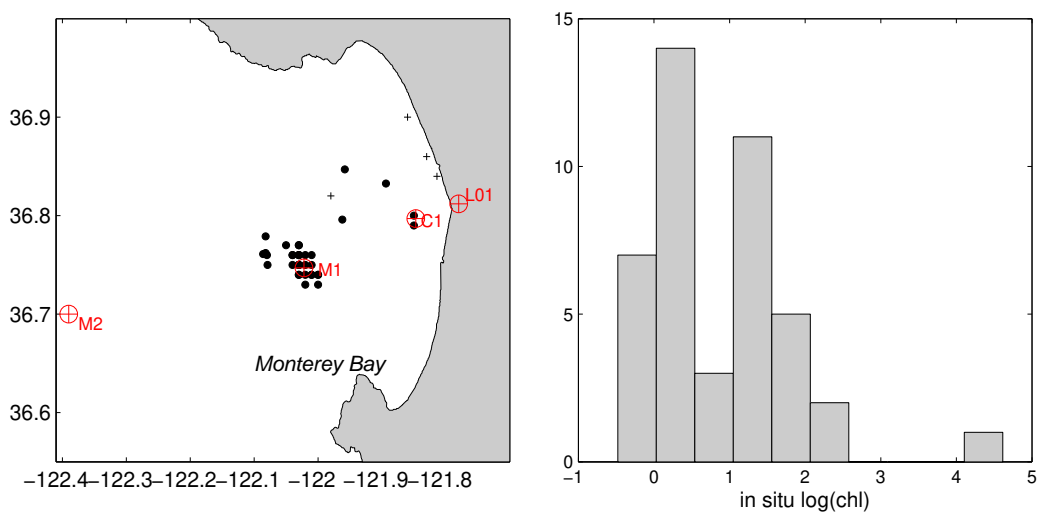 36.9
36.8
36.7
36.6
L01
C1
M1
M2
Monterey Bay
−122.4 −122.3 −122.2 −122.1 −122 −121.9 −121.8
15
10
5
0
−1 0 1 2 3 4 5
in situ log(chl)